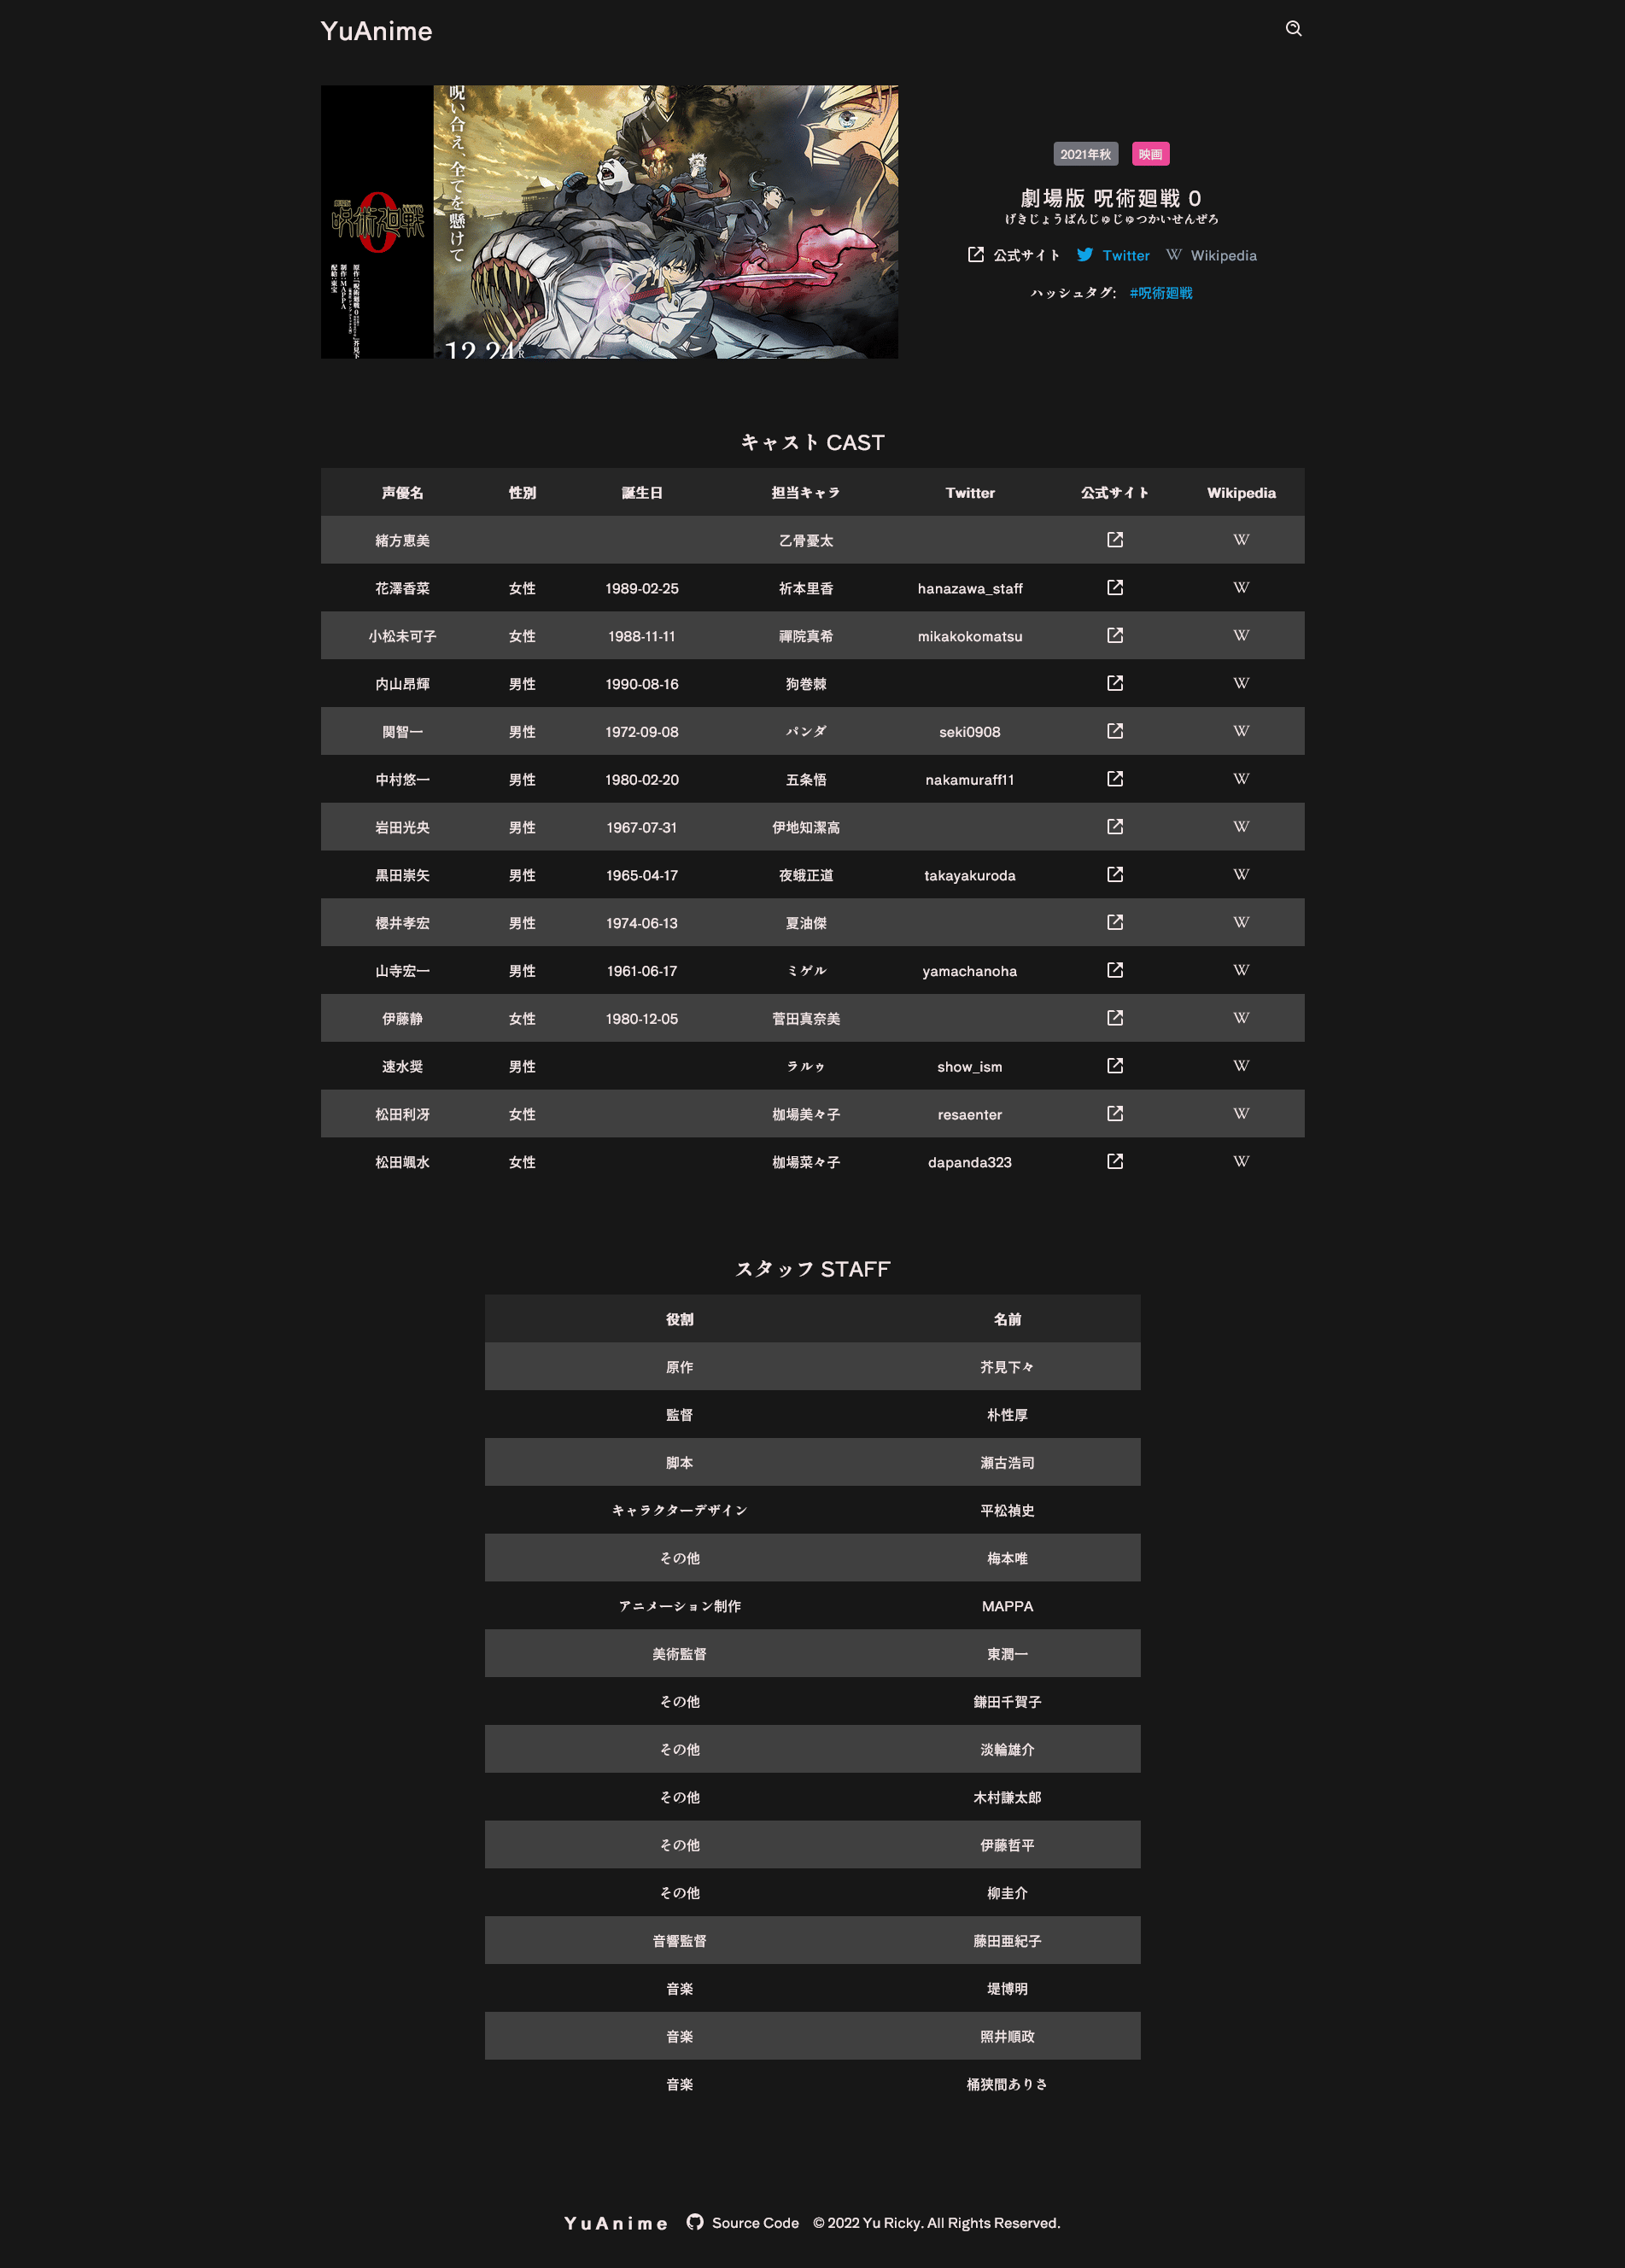 YuAnime
呪い合え、全てを懸けて
劇場版
呪術廻戦
0
制作:MAPPA
配給:東宝
12.24
2021年秋 映画
劇場版 呪術廻戦 0
げきじょうばんじゅじゅつかいせんぜろ
公式サイト Twitter Wikipedia
ハッシュタグ: #呪術廻戦
キャスト CAST
声優名 性別 誕生日 担当キャラ Twitter 公式サイト Wikipedia
緒方恵美 乙骨憂太
花澤香菜 女性 1989-02-25 祈本里香 hanazawa_staff
小松未可子 女性 1988-11-11 禪院真希 mikakokomatsu
内山昂輝 男性 1990-08-16 狗巻棘
関智一 男性 1972-09-08 パンダ seki0908
中村悠一 男性 1980-02-20 五条悟 nakamuraff11
岩田光央 男性 1967-07-31 伊地知潔高
黒田崇矢 男性 1965-04-17 夜蛾正道 takayakuroda
櫻井孝宏 男性 1974-06-13 夏油傑
山寺宏一 男性 1961-06-17 ミゲル yamachanoha
伊藤静 女性 1980-12-05 菅田真奈美
速水奨 男性 ラルゥ show_ism
松田利冴 女性 枷場美々子 resaenter
松田颯水 女性 枷場菜々子 dapanda323
スタッフ STAFF
役割 名前
原作 芥見下々
監督 朴性厚
脚本 瀬古浩司
キャラクターデザイン 平松禎史
その他 梅本唯
アニメーション制作 MAPPA
美術監督 東潤一
その他 鎌田千賀子
その他 淡輪雄介
その他 木村謙太郎
その他 伊藤哲平
その他 柳圭介
音響監督 藤田亜紀子
音楽 堤博明
音楽 照井順政
音楽 桶狭間ありさ
YuAnime Source Code © 2022 Yu Ricky. All Rights Reserved.